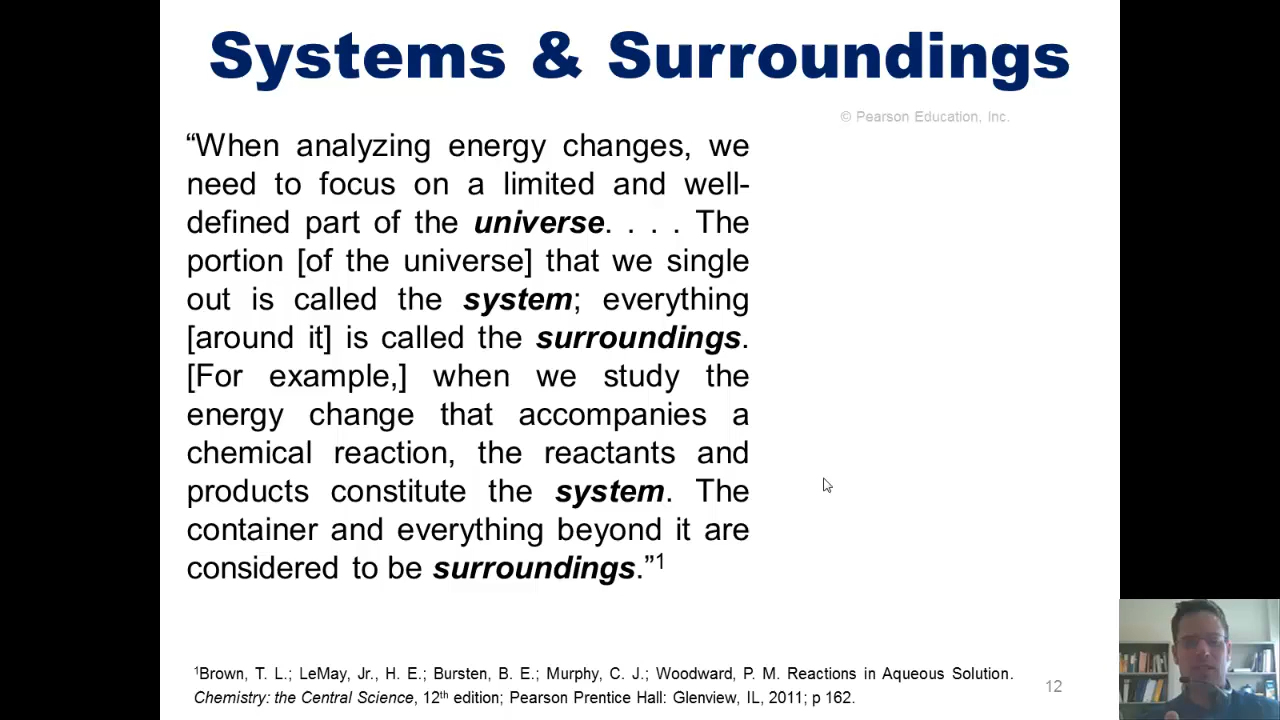 Systems & Surroundings
© Pearson Education, Inc.
“When analyzing energy changes, we
need to focus on a limited and well-
defined part of the universe. . . . The
portion [of the universe] that we single
out is called the system; everything
[around it] is called the surroundings.
[For example,] when we study the
energy change that accompanies a
chemical reaction, the reactants and
products constitute the system. The
container and everything beyond it are
considered to be surroundings.”1
1Brown, T. L.; LeMay, Jr., H. E.; Bursten, B. E.; Murphy, C. J.; Woodward, P. M. Reactions in Aqueous Solution.
Chemistry: the Central Science, 12th edition; Pearson Prentice Hall: Glenview, IL, 2011; p 162.
12